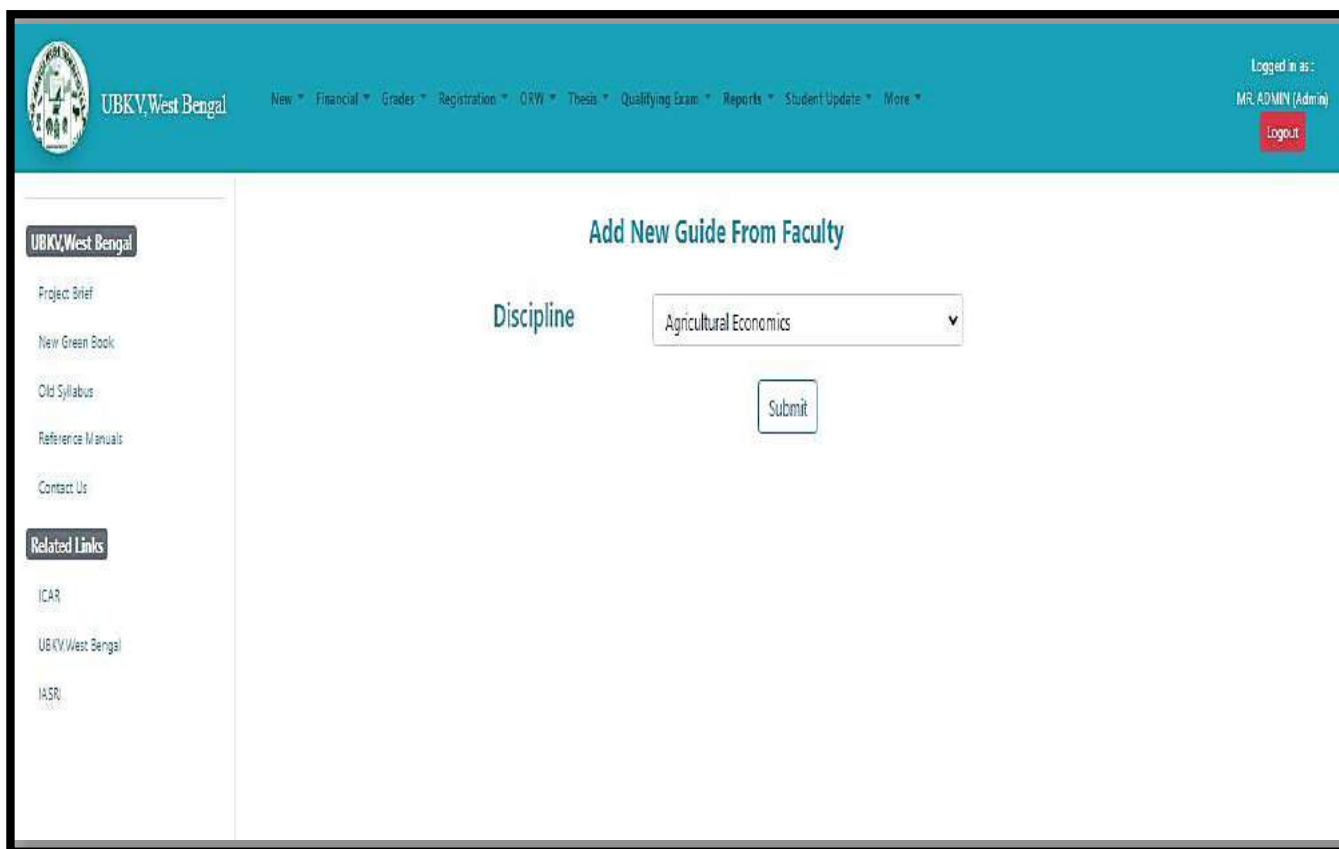 UBKV,West Bengal
New Financial Grades Registration ORW Thesis Qualifying Exam Reports Student Update More
Logged in as :
MR. ADMIN (Admin)
Logout
UBKV,West Bengal
Project Brief
New Green Book
Old Syllabus
Reference Manuals
Contact Us
Related Links
ICAR
UBKV,West Bengal
IASRI
Add New Guide From Faculty
Discipline
Agricultural Economics
Submit